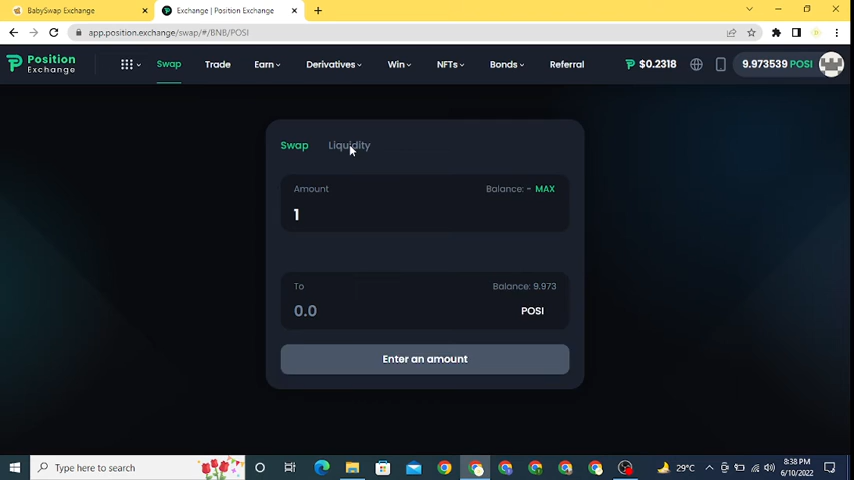 BabySwap Exchange
Exchange | Position Exchange
app.position.exchange/swap/#/BNB/POSI
Position
Exchange
Swap
Trade
Earn
Derivatives
Win
NFTs
Bonds
Referral
$0.2318
9.973539 POSI
Swap
Liquidity
Amount
Balance: - MAX
1
To
Balance: 9.973
0.0
POSI
Enter an amount
Type here to search
29°C
8:38 PM
6/10/2022